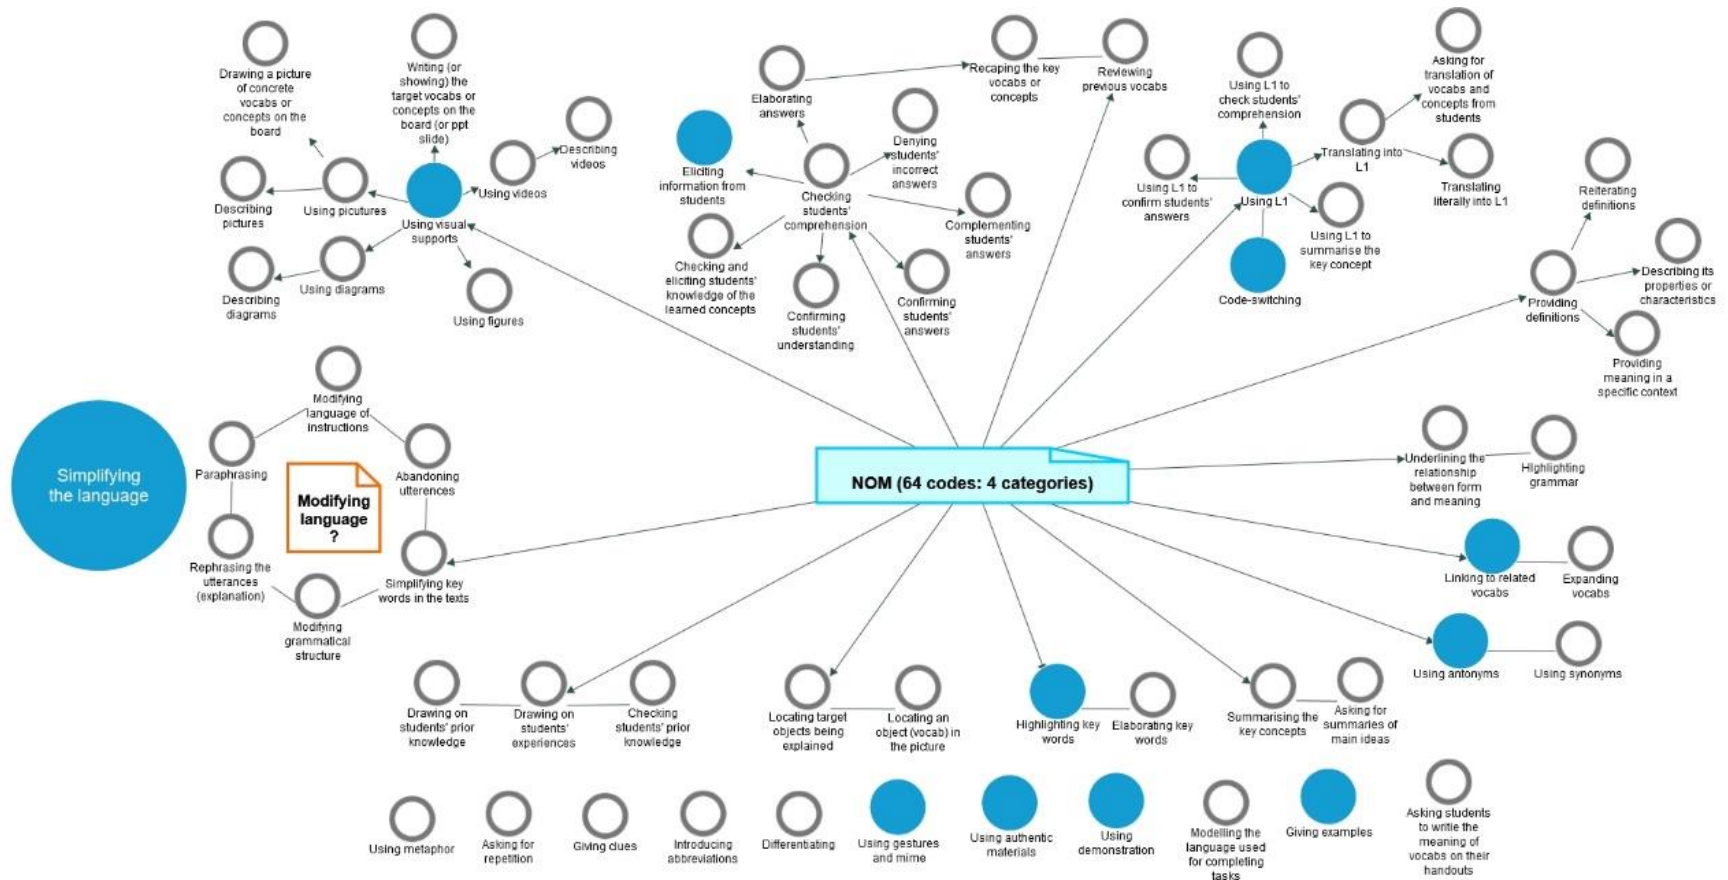 Drawing a picture
of concrete
vocabs or
concepts on the
board
Writing (or
showing) the
target vocabs or
concepts on the
board (or ppt
slide)
Describing
videos
Using videos
Describing
pictures
Using picutures
Using visual
supports
Describing
diagrams
Using diagrams
Using figures
Elaborating
answers
Recaping the key
vocabs or
concepts
Reviewing
previous vocabs
Eliciting
information from
students
Denying
students'
incorrect
answers
Checking
students'
comprehension
Complementing
students'
answers
Checking and
eliciting students'
knowledge of the
learned concepts
Confirming
students'
understanding
Confirming
students'
answers
Using L1 to
check students'
comprehension
Asking for
translation of
vocabs and
concepts from
students
Translating into
L1
Translating
literally into L1
Using L1 to
confirm students'
answers
Using L1
Using L1 to
summarise the
key concept
Code-switching
Reiterating
definitions
Describing its
properties or
characteristics
Providing
definitions
Providing
meaning in a
specific context
Simplifying
the language
Modifying
language of
instructions
Paraphrasing
Abandoning
utterences
Modifying
language
?
Rephrasing the
utterances
(explanation)
Simplifying key
words in the texts
Modifying
grammatical
structure
NOM (64 codes: 4 categories)
Underlining the
relationship
between form
and meaning
HIghlighting
grammar
Linking to related
vocabs
Expanding
vocabs
Using antonyms
Using synonyms
Drawing on
students' prior
knowledge
Drawing on
students'
experiences
Checking
students' prior
knowledge
Locating target
objects being
explained
Locating an
object (vocab) in
the picture
Highlighting key
words
Elaborating key
words
Summarising the
key concepts
Asking for
summaries of
main ideas
Using metaphor
Asking for
repetition
Giving clues
Introducing
abbreviations
Differentiating
Using gestures
and mime
Using authentic
materials
Using
demonstration
Modelling the
language used
for completing
tasks
Giving examples
Asking students
to writie the
meaning of
vocabs on their
handouts